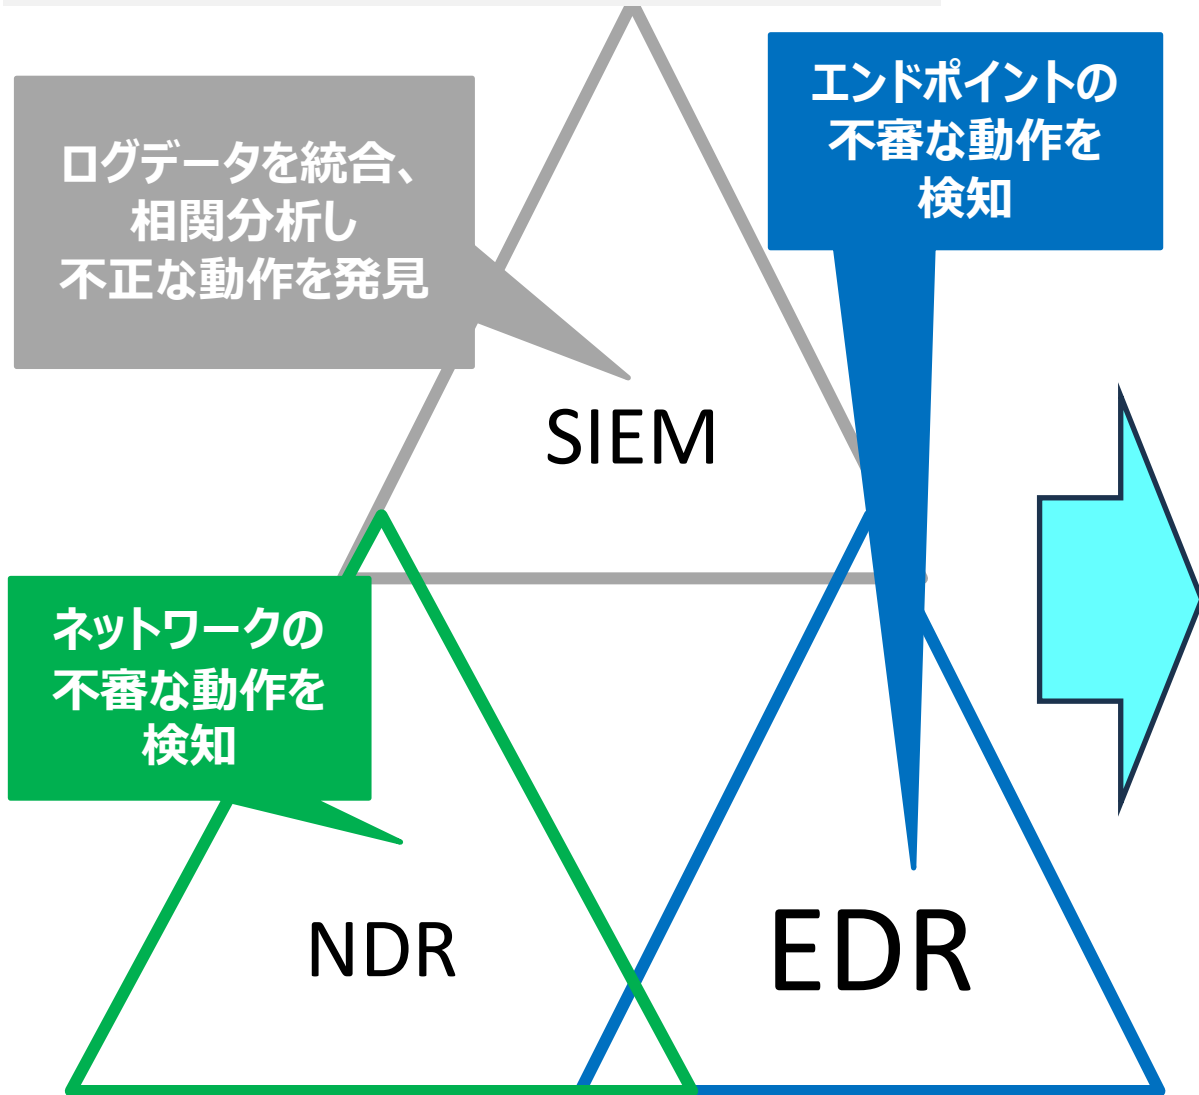 エンドポイントの
不審な動作を
検知
ログデータを統合、
相関分析し
不正な動作を発見
SIEM
ネットワークの
不審な動作を
検知
NDR
EDR